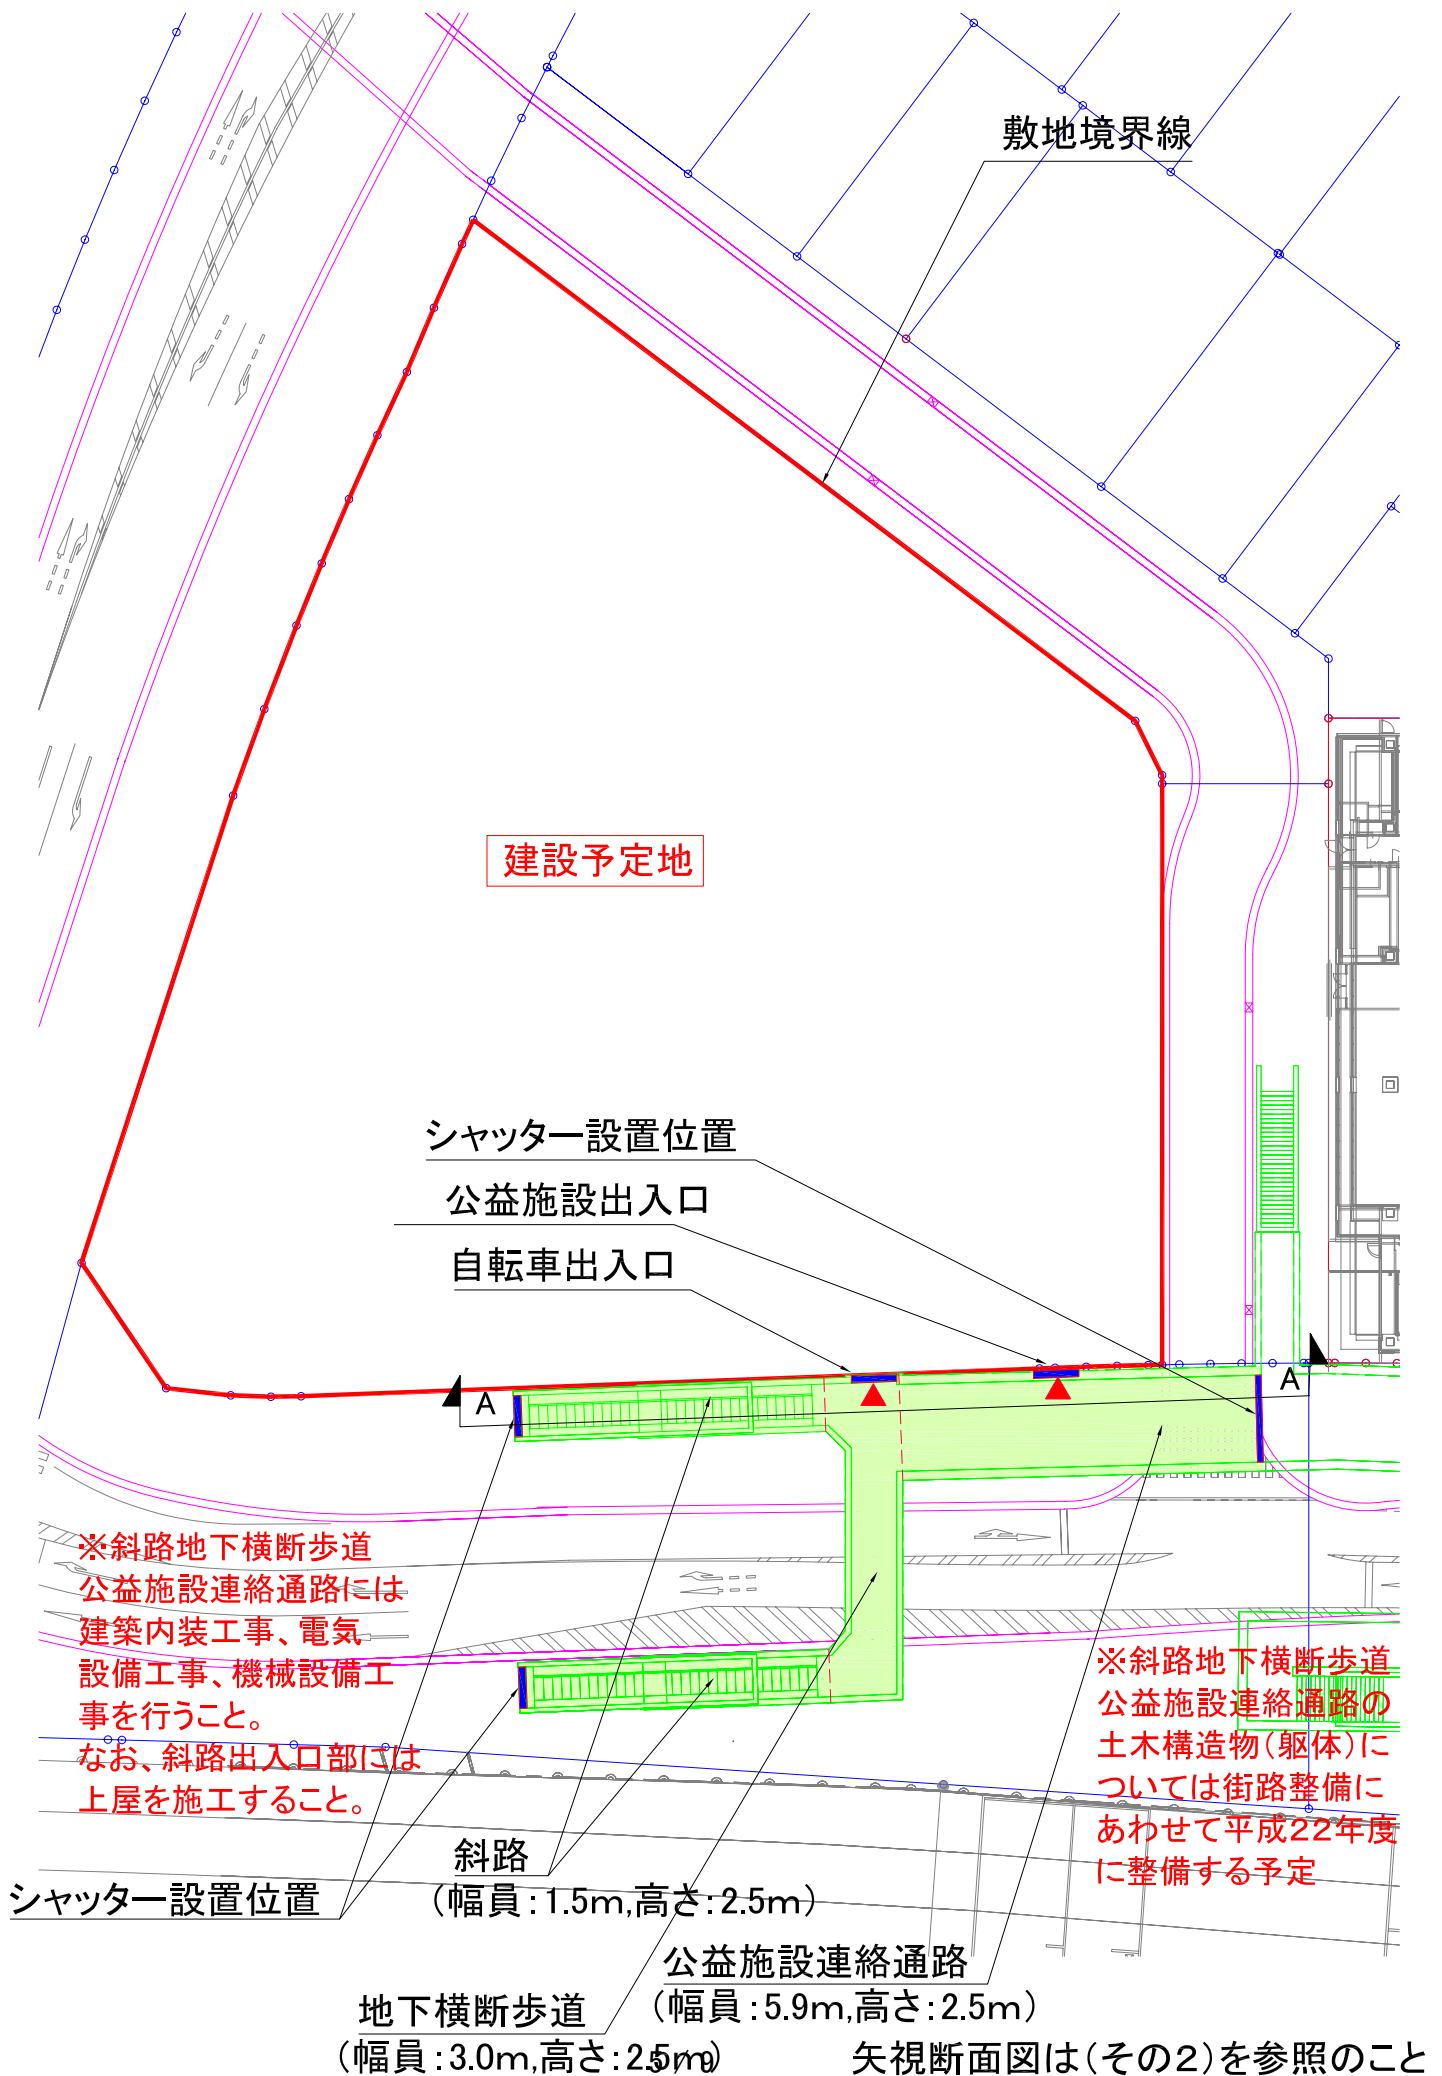 敷地境界線
建設予定地
シャッター設置位置
公益施設出入口
自転車出入口
A
A
※斜路地下横断歩道
公益施設連絡通路には
建築内装工事、電気
設備工事、機械設備工
事を行うこと。
なお、斜路出入口部には
上屋を施工すること。
※斜路地下横断歩道
公益施設連絡通路の
土木構造物(躯体)に
ついては街路整備に
あわせて平成22年度
に整備する予定
斜路
(幅員:1.5m,高さ:2.5m)
シャッター設置位置
公益施設連絡通路
(幅員:5.9m,高さ:2.5m)
地下横断歩道
(幅員:3.0m,高さ:2.5m)
5/9
矢視断面図は(その2)を参照のこと